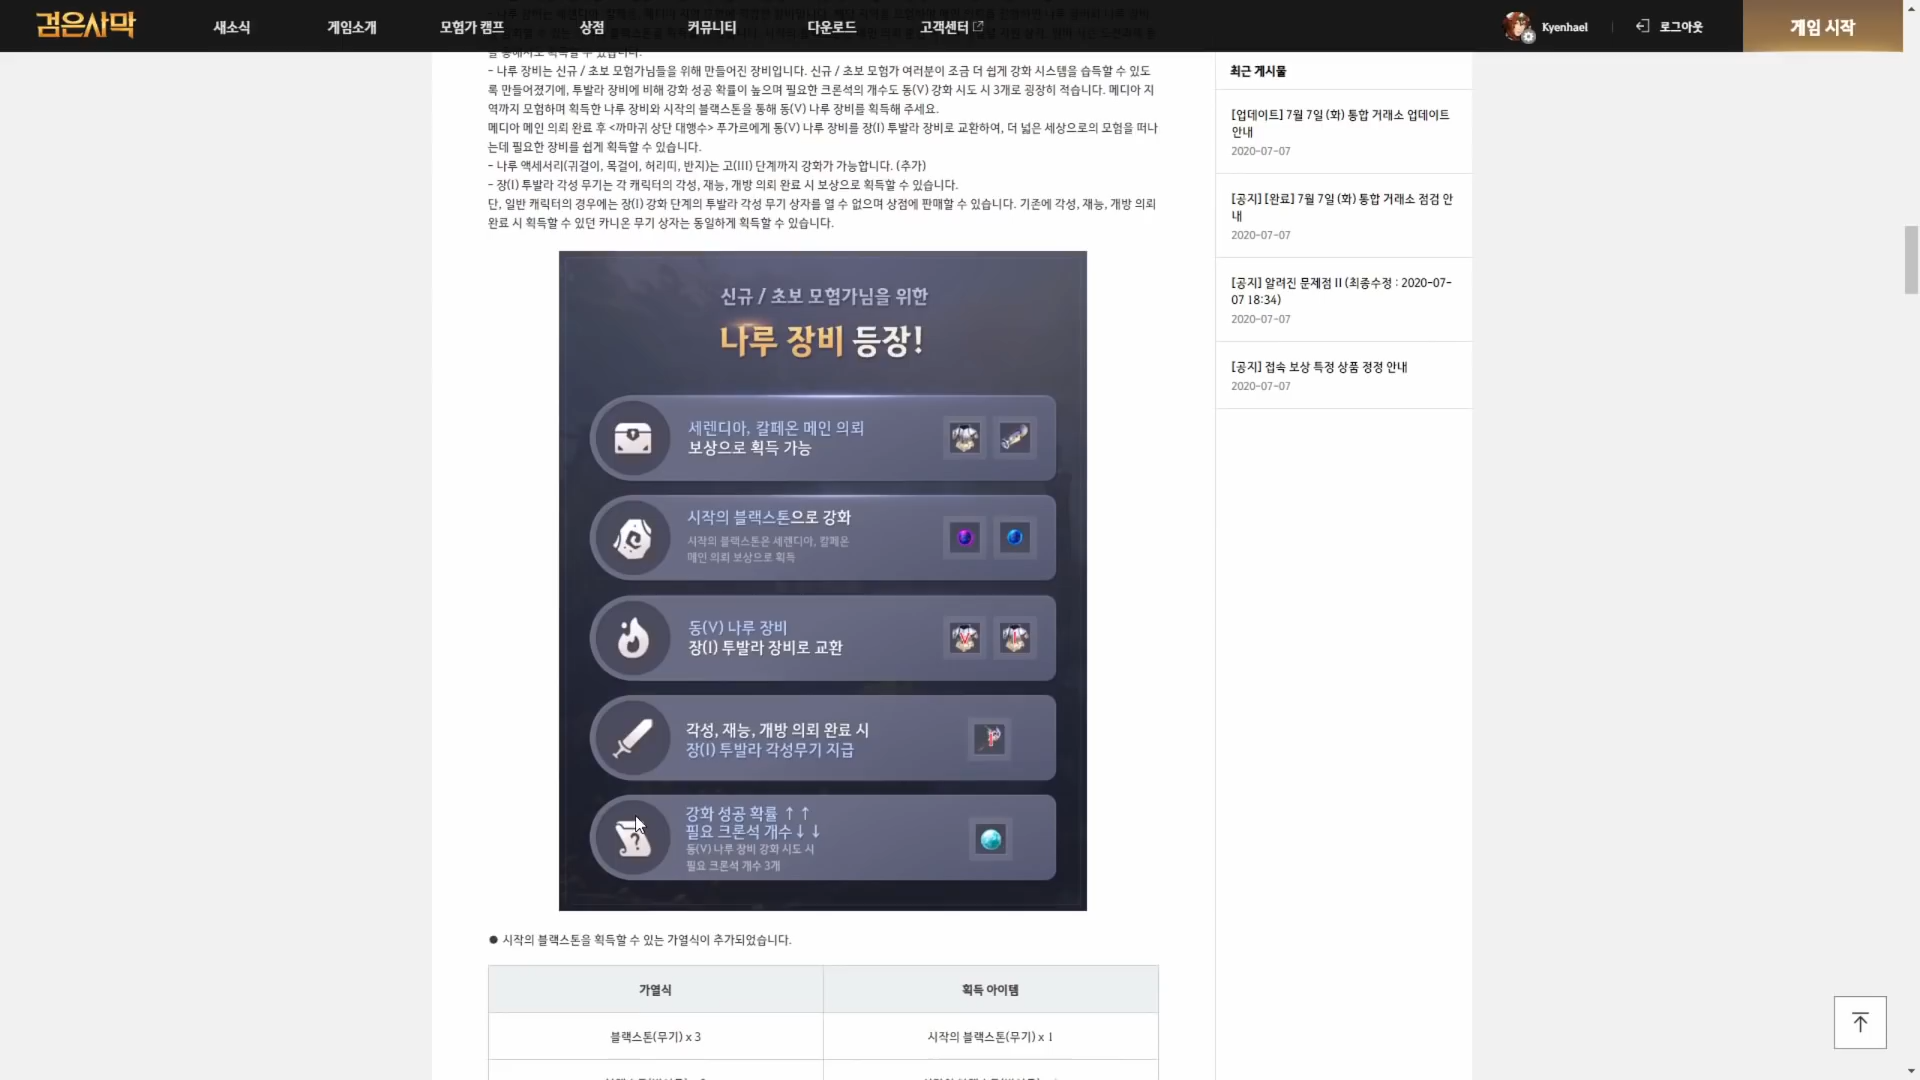 검은사막
새소식
게임소개
모험가 캠프
상점
커뮤니티
다운로드
고객센터
Kyenhael
로그아웃
게임 시작
를 통해서도 획득할 수 있습니다.
- 나루 장비는 신규 / 초보 모험가님들을 위해 만들어진 장비입니다. 신규 / 초보 모험가 여러분이 조금 더 쉽게 강화 시스템을 습득할 수 있도
록 만들어졌기에, 투발라 장비에 비해 강화 성공 확률이 높으며 필요한 크론석의 개수도 동(V) 강화 시도 시 3개로 굉장히 적습니다. 메디아 지
역까지 모험하며 획득한 나루 장비와 시작의 블랙스톤을 통해 동(V) 나루 장비를 획득해 주세요.
메디아 메인 의뢰 완료 후 <까마귀 상단 대행수> 푸가르에게 동(V) 나루 장비를 장(I) 투발라 장비로 교환하여, 더 넓은 세상으로의 모험을 떠나
는데 필요한 장비를 쉽게 획득할 수 있습니다.
- 나루 액세서리(귀걸이, 목걸이, 허리띠, 반지)는 고(III) 단계까지 강화가 가능합니다. (추가)
- 장(I) 투발라 각성 무기는 각 캐릭터의 각성, 재능, 개방 의뢰 완료 시 보상으로 획득할 수 있습니다.
단, 일반 캐릭터의 경우에는 장(I) 강화 단계의 투발라 각성 무기 상자를 열 수 없으며 상점에 판매할 수 있습니다. 기존에 각성, 재능, 개방 의뢰
완료 시 획득할 수 있던 카니온 무기 상자는 동일하게 획득할 수 있습니다.
신규 / 초보 모험가님을 위한
나루 장비 등장!
세렌디아, 칼페온 메인 의뢰
보상으로 획득 가능
시작의 블랙스톤으로 강화
시작의 블랙스톤은 세렌디아, 칼페온
메인 의뢰 보상으로 획득
동(V) 나루 장비
장(I) 투발라 장비로 교환
각성, 재능, 개방 의뢰 완료 시
장(I) 투발라 각성무기 지급
강화 성공 확률 ↑ ↑
필요 크론석 개수 ↓ ↓
동(V) 나루 장비 강화 시도 시
필요 크론석 개수 3개
● 시작의 블랙스톤을 획득할 수 있는 가열식이 추가되었습니다.
가열식
획득 아이템
블랙스톤(무기) x 3
시작의 블랙스톤(무기) x 1
최근 게시물
[업데이트] 7월 7일 (화) 통합 거래소 업데이트
안내
2020-07-07
[공지] [완료] 7월 7일 (화) 통합 거래소 점검 안
내
2020-07-07
[공지] 알려진 문제점 II (최종수정 : 2020-07-
07 18:34)
2020-07-07
[공지] 접속 보상 특정 상품 정정 안내
2020-07-07